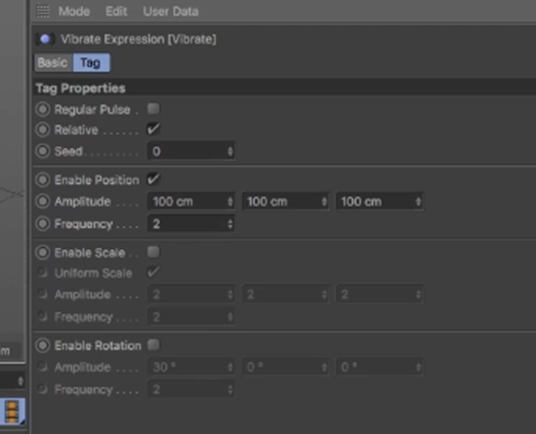 Mode Edit User Data
Vibrate Expression [Vibrate]
Basic Tag
Tag Properties
Regular Pulse .
Relative ......
Seed ......... 0
Enable Position
Amplitude .... 100 cm 100 cm 100 cm
Frequency .... 2
Enable Scale ..
Uniform Scale
Amplitude .... 2 2 2
Frequency .... 2
m
Enable Rotation
Amplitude .... 30 ° 0 ° 0 °
Frequency .... 2